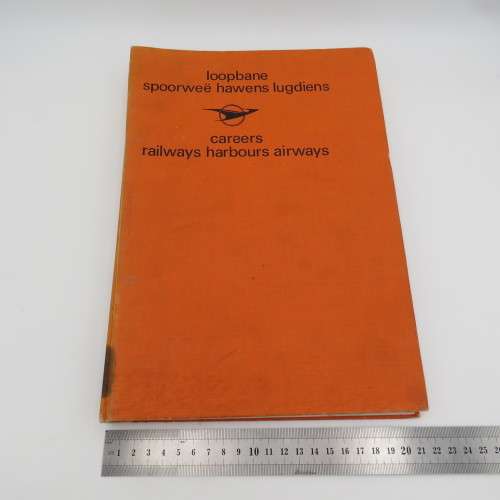 loopbane
spoorweë hawens lugdiens
careers
railways harbours airways
1 2 3 4 5 6 7 8 9 10 11 12 13 14 15 16 17 18 19 20 21 22 23 24 25 26